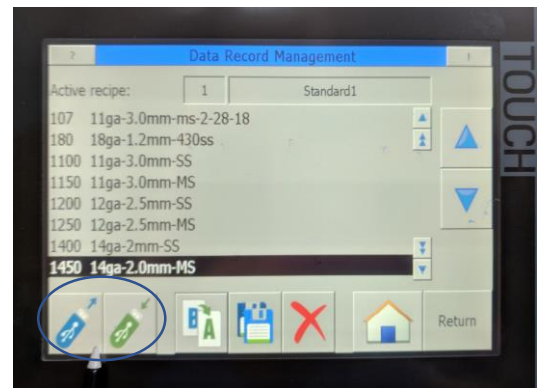 ? Data Record Management !
Active recipe: 1 Standard1
107 11ga-3.0mm-ms-2-28-18
180 18ga-1.2mm-430ss
1100 11ga-3.0mm-SS
1150 11ga-3.0mm-MS
1200 12ga-2.5mm-SS
1250 12ga-2.5mm-MS
1400 14ga-2mm-SS
1450 14ga-2.0mm-MS
B A
Return
TOUCH